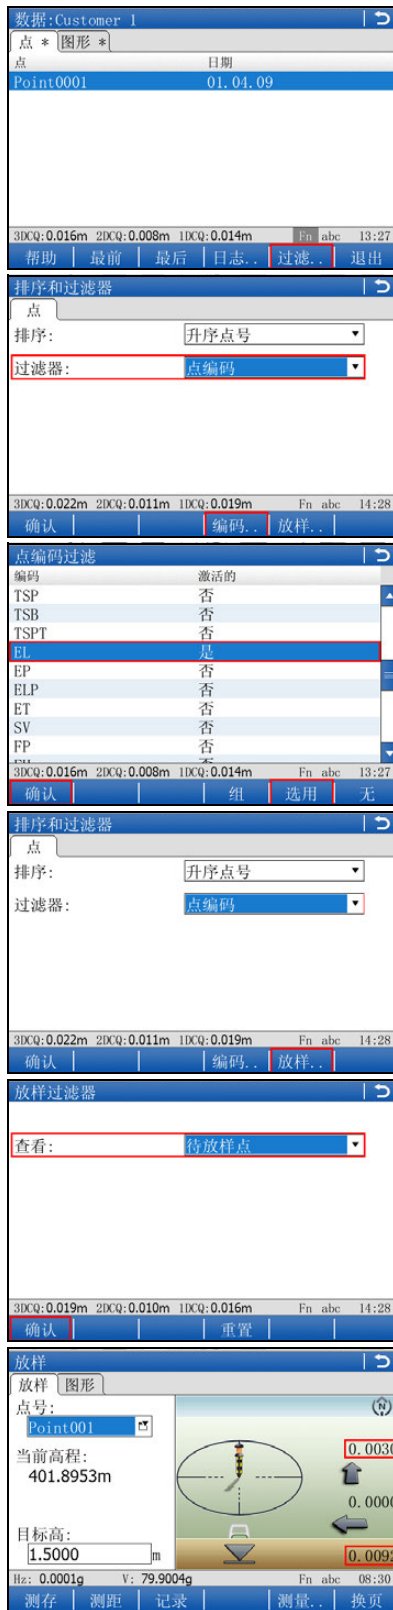 数据:Customer 1
点 * 图形 *
点 日期
Point0001 01.04.09
3DCQ:0.016m 2DCQ:0.008m 1DCQ:0.014m Fn abc 13:27
帮助 最前 最后 日志.. 过滤.. 退出
排序和过滤器
点
排序: 升序点号
过滤器: 点编码
3DCQ:0.022m 2DCQ:0.011m 1DCQ:0.019m Fn abc 14:28
确认 编码.. 放样..
点编码过滤
编码 激活的
TSP 否
TSB 否
TSPT 否
EL 是
EP 否
ELP 否
ET 否
SV 否
FP 否
3DCQ:0.016m 2DCQ:0.008m 1DCQ:0.014m Fn abc 13:27
确认 组 选用 无
排序和过滤器
点
排序: 升序点号
过滤器: 点编码
3DCQ:0.022m 2DCQ:0.011m 1DCQ:0.019m Fn abc 14:28
确认 编码.. 放样..
放样过滤器
查看: 待放样点
3DCQ:0.019m 2DCQ:0.010m 1DCQ:0.016m Fn abc 14:28
确认 重置
放样
放样 图形
点号:
Point001
N
当前高程:
0.0030
401.8953m
0.0000
目标高:
1.5000 m 0.0092
Hz: 0.0001g V: 79.9004g Fn abc 08:30
测存 测距 记录 测量.. 换页